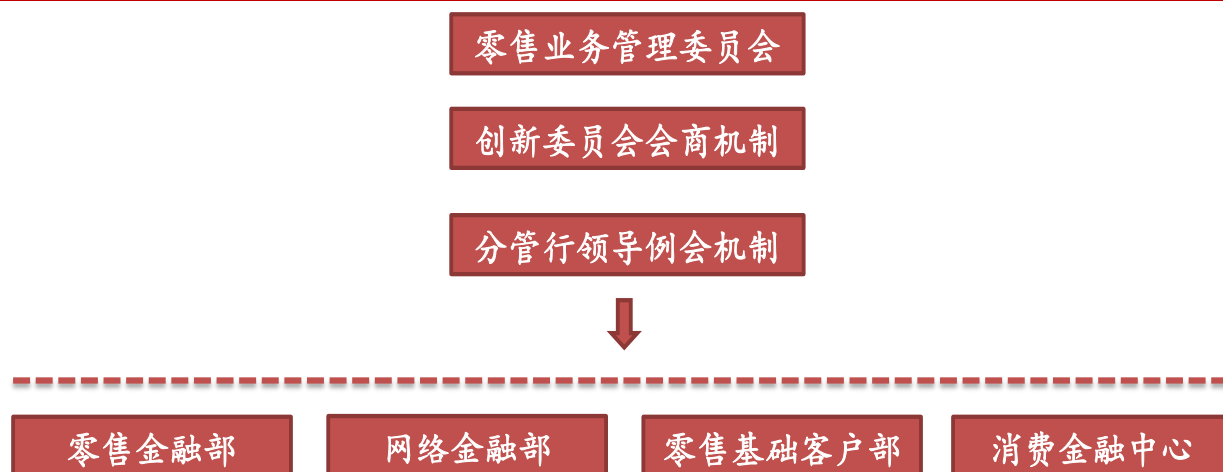 零售业务管理委员会
创新委员会会商机制
分管行领导例会机制
零售金融部
网络金融部
零售基础客户部
消费金融中心